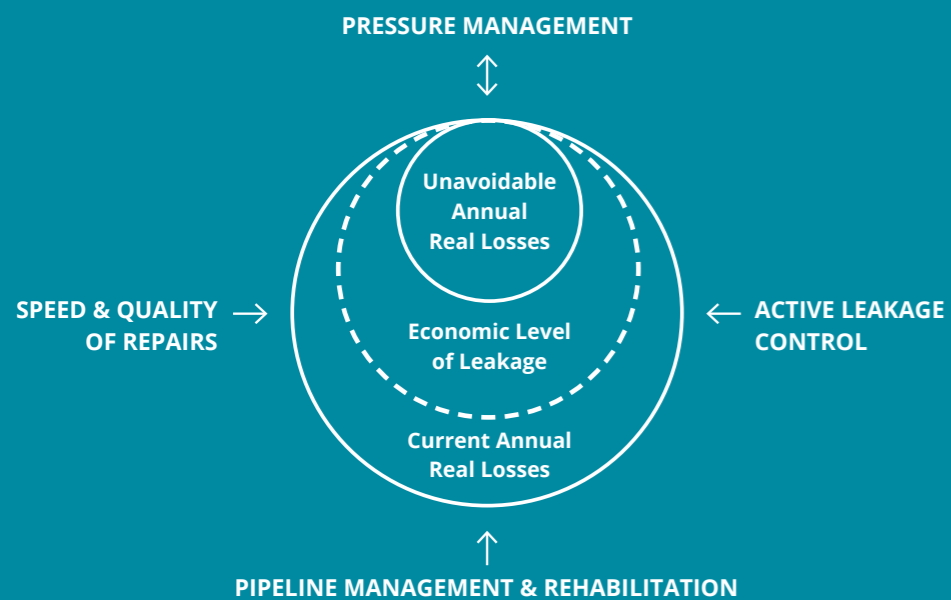 PRESSURE MANAGEMENT
Unavoidable
Annual
Real Losses
SPEED & QUALITY
OF REPAIRS
ACTIVE LEAKAGE
CONTROL
Economic Level
of Leakage
Current Annual
Real Losses
PIPELINE MANAGEMENT & REHABILITATION